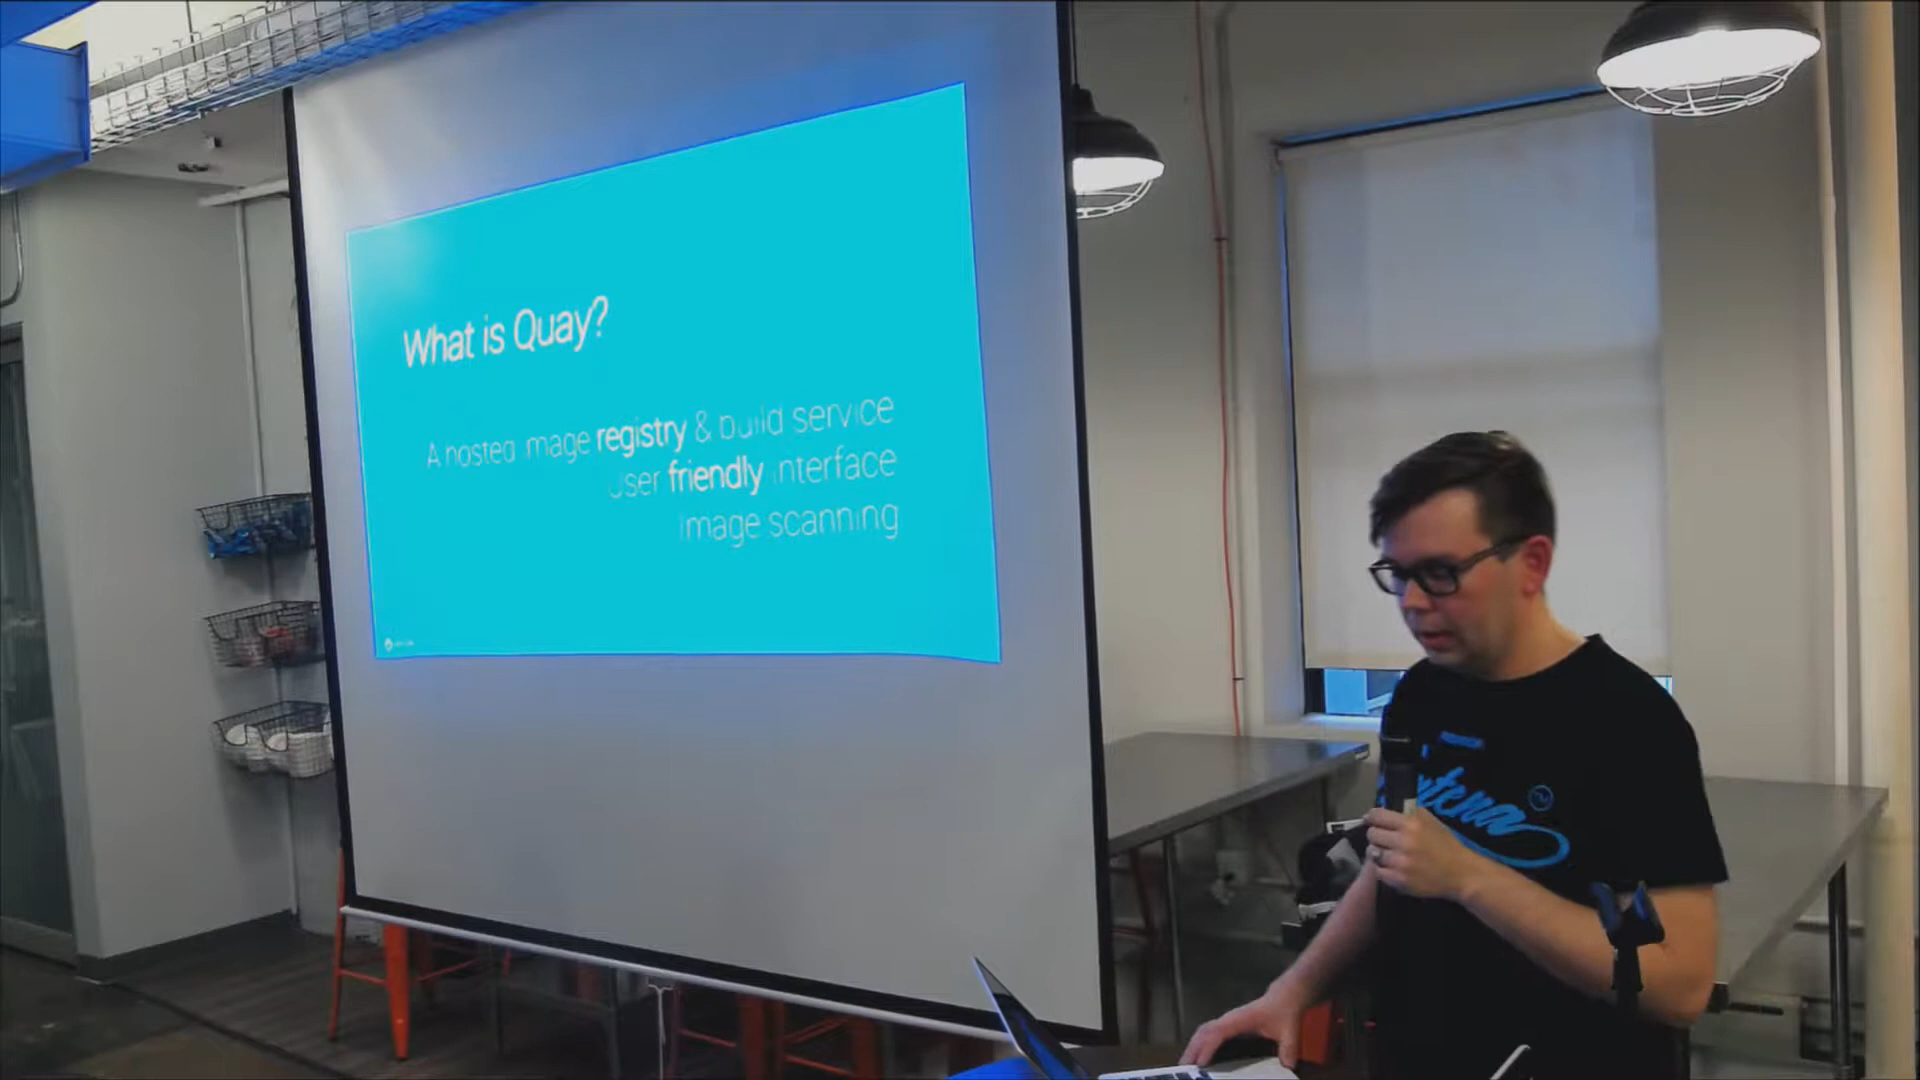 What is Quay?
A hosted image registry & build service
User friendly interface
Image scanning